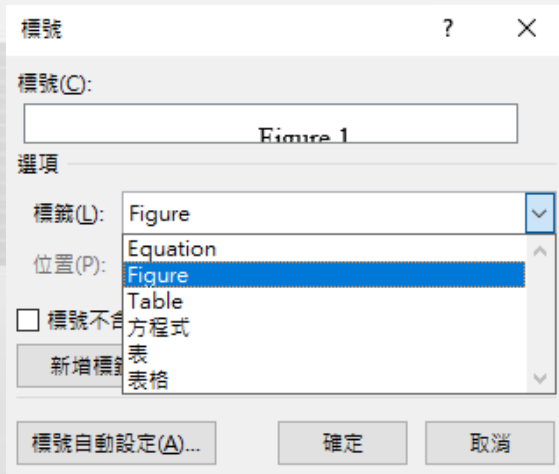 標號 ?
標號(C):
Figure 1
選項
標籤(L): Figure
位置(P):
Equation
Figure
Table
方程式
表
表格
標號不含
新增標籤
標號自動設定(A)...
確定
取消